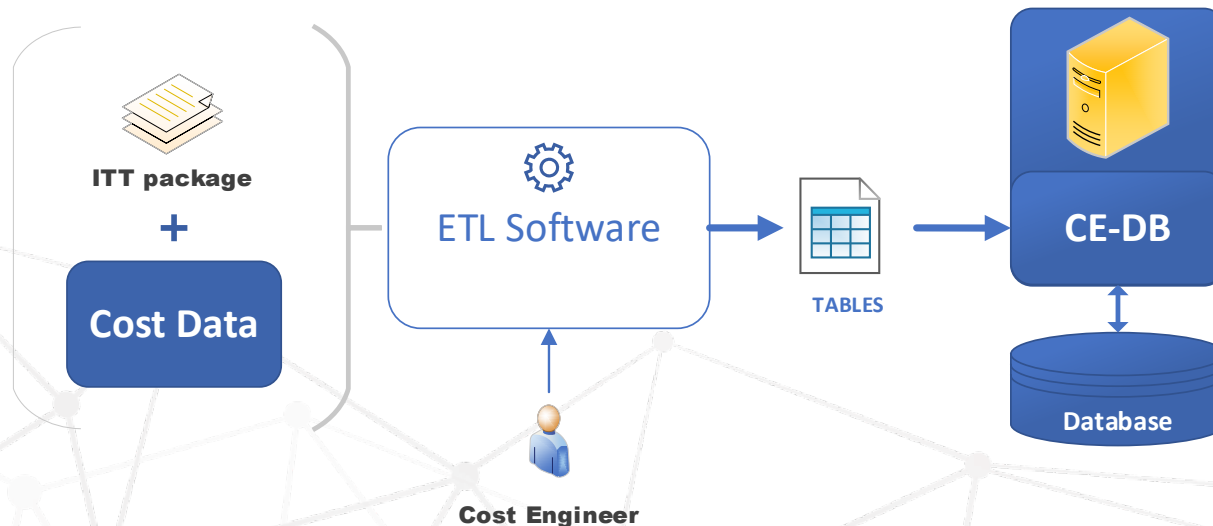 ITT package
+
Cost Data
ETL Software
TABLES
CE-DB
Database
Cost Engineer